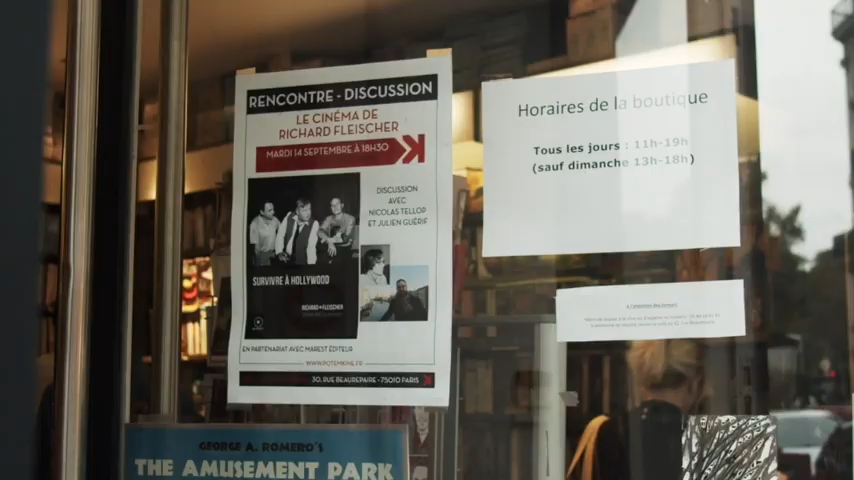 RENCONTRE - DISCUSSION
LE CINÉMA DE
RICHARD FLEISCHER
MARDI 14 SEPTEMBRE À 18H30
DISCUSSION
AVEC
NICOLAS TELLOP
ET JULIEN GUÉRIF
SURVIVRE À HOLLYWOOD
RICHARD FLEISCHER
EN PARTENARIAT AVEC MAREST ÉDITEUR
WWW.POTEMKINE.FR
30, RUE BEAUREPAIRE - 75010 PARIS
Horaires de la boutique
Tous les jours : 11h-19h
(sauf dimanche 13h-18h)
GEORGE A. ROMERO'S
THE AMUSEMENT PARK